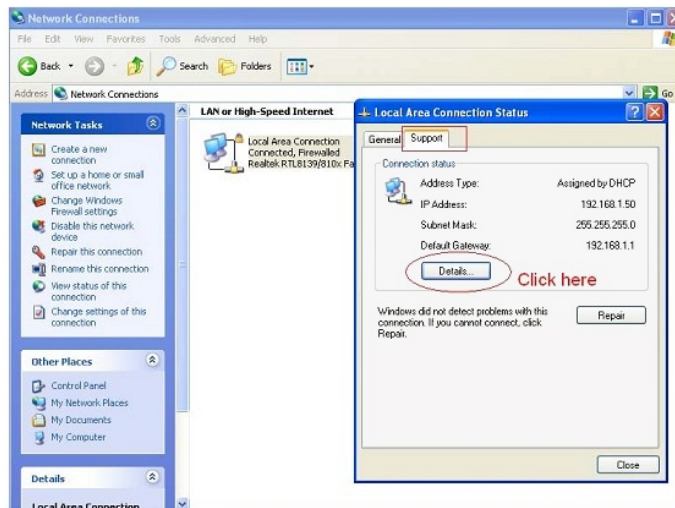 Network Connections
File Edit View Favorites Tools Advanced Help
Back Search Folders
Address Network Connections Go
Network Tasks
Create a new
connection
Set up a home or small
office network
Change Windows
Firewall settings
Disable this network
device
Repair this connection
Rename this connection
View status of this
connection
Change settings of this
connection
Other Places
Control Panel
My Network Places
My Documents
My Computer
Details
Local Area Connection
LAN or High-Speed Internet
Local Area Connection
Connected, Firewalled
Realtek RTL8139/810x Fa
Local Area Connection Status
General Support
Connection status
Address Type: Assigned by DHCP
IP Address: 192.168.1.50
Subnet Mask: 255.255.255.0
Default Gateway: 192.168.1.1
Details...
Click here
Windows did not detect problems with this
connection. If you cannot connect, click
Repair.
Repair
Close